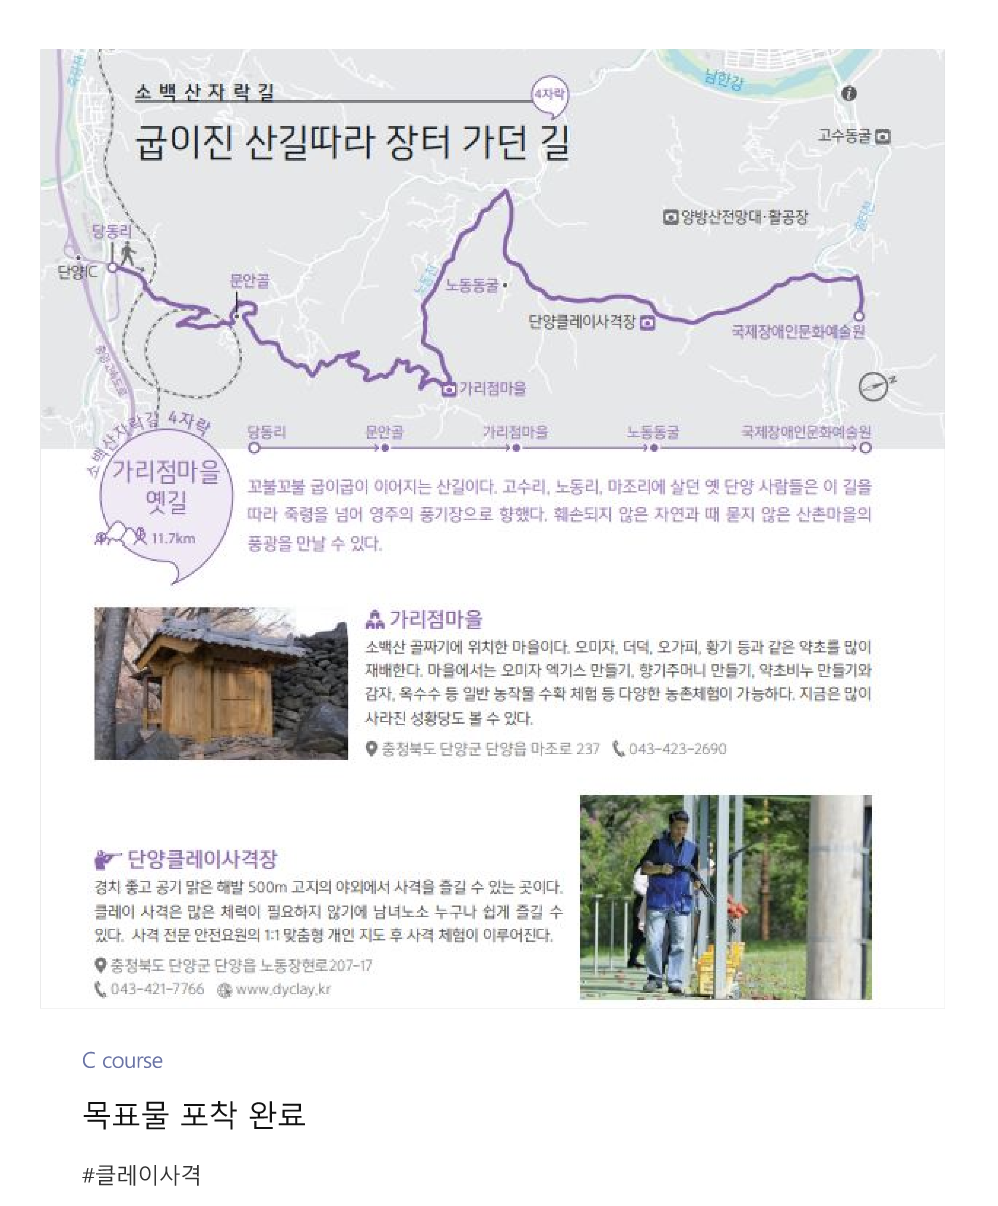 소백산자락길
4자락
굽이진 산길따라 장터 가던 길
남한강
고수동굴
양방산전망대·활공장
당동리
단양IC
문안골
노동동굴
단양클레이사격장
국제장애인문화예술원
가리점마을
중앙고속도로
N
소백산자락길 4자락
가리점마을
옛길
11.7km
당동리 문안골 가리점마을 노동동굴 국제장애인문화예술원
꼬불꼬불 굽이굽이 이어지는 산길이다. 고수리, 노동리, 마조리에 살던 옛 단양 사람들은 이 길을
따라 죽령을 넘어 영주의 풍기장으로 향했다. 훼손되지 않은 자연과 때 묻지 않은 산촌마을의
풍광을 만날 수 있다.
가리점마을
소백산 골짜기에 위치한 마을이다. 오미자, 더덕, 오가피, 황기 등과 같은 약초를 많이
재배한다. 마을에서는 오미자 엑기스 만들기, 향기주머니 만들기, 약초비누 만들기와
감자, 옥수수 등 일반 농작물 수확 체험 등 다양한 농촌체험이 가능하다. 지금은 많이
사라진 성황당도 볼 수 있다.
충청북도 단양군 단양읍 마조로 237 043-423-2690
단양클레이사격장
경치 좋고 공기 맑은 해발 500m 고지의 야외에서 사격을 즐길 수 있는 곳이다.
클레이 사격은 많은 체력이 필요하지 않기에 남녀노소 누구나 쉽게 즐길 수
있다. 사격 전문 안전요원의 1:1 맞춤형 개인 지도 후 사격 체험이 이루어진다.
충청북도 단양군 단양읍 노동장현로207-17
043-421-7766 www.dyclay.kr
C course
목표물 포착 완료
#클레이사격